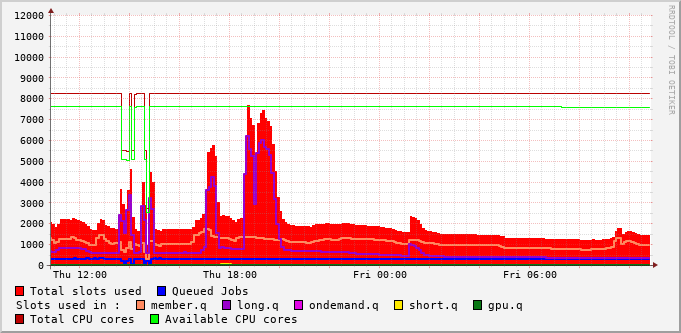 12000
11000
10000
9000
8000
7000
6000
5000
4000
3000
2000
1000
0
Thu 12:00 Thu 18:00 Fri 00:00 Fri 06:00
RRDTOOL / TOBI OETIKER
Total slots used Queued Jobs
Slots used in : member.q long.q ondemand.q short.q gpu.q
Total CPU cores Available CPU cores